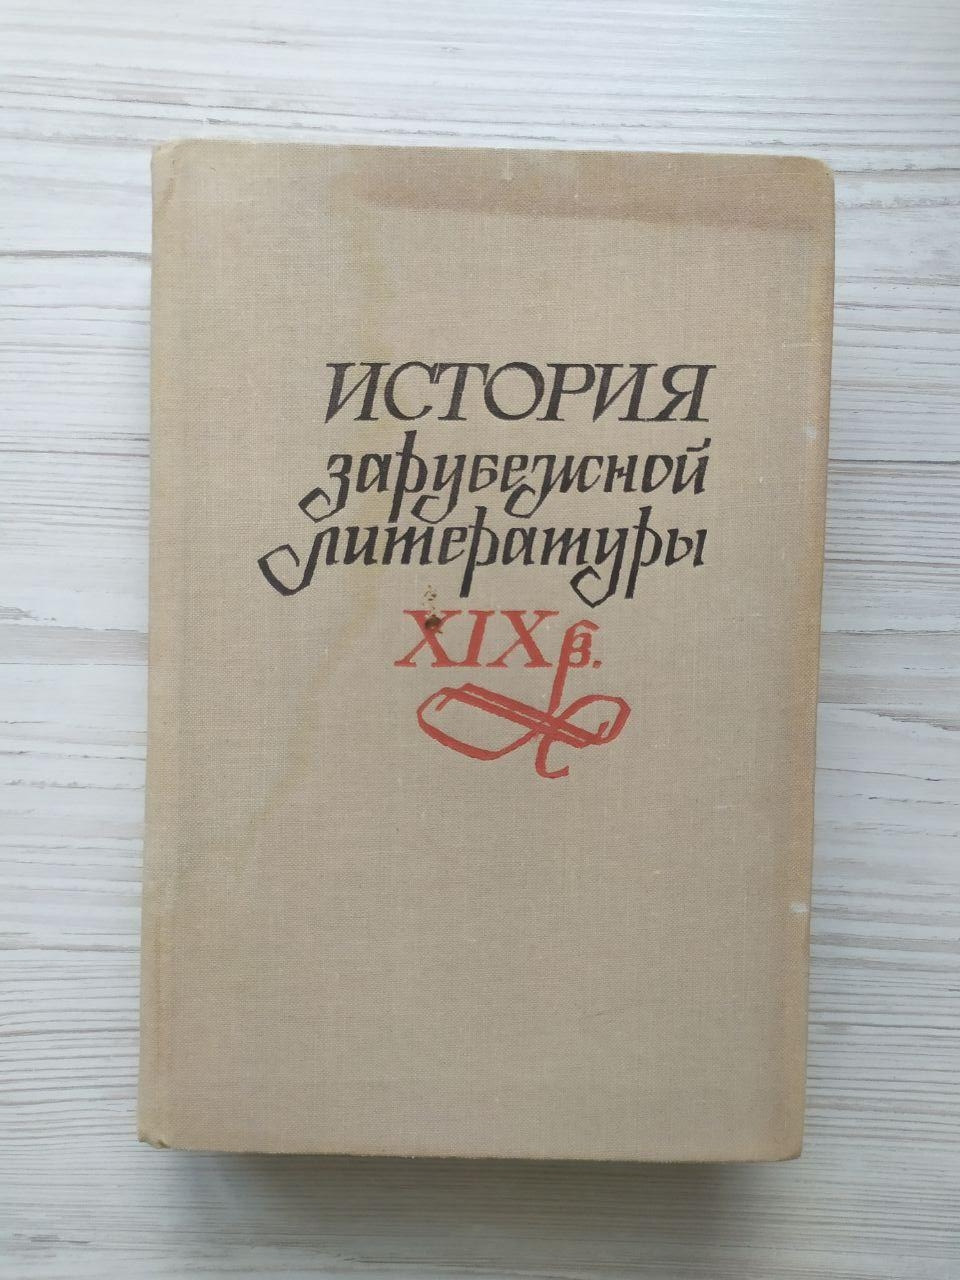 ИСТОРИЯ
зарубежной
литературы
XIX в.